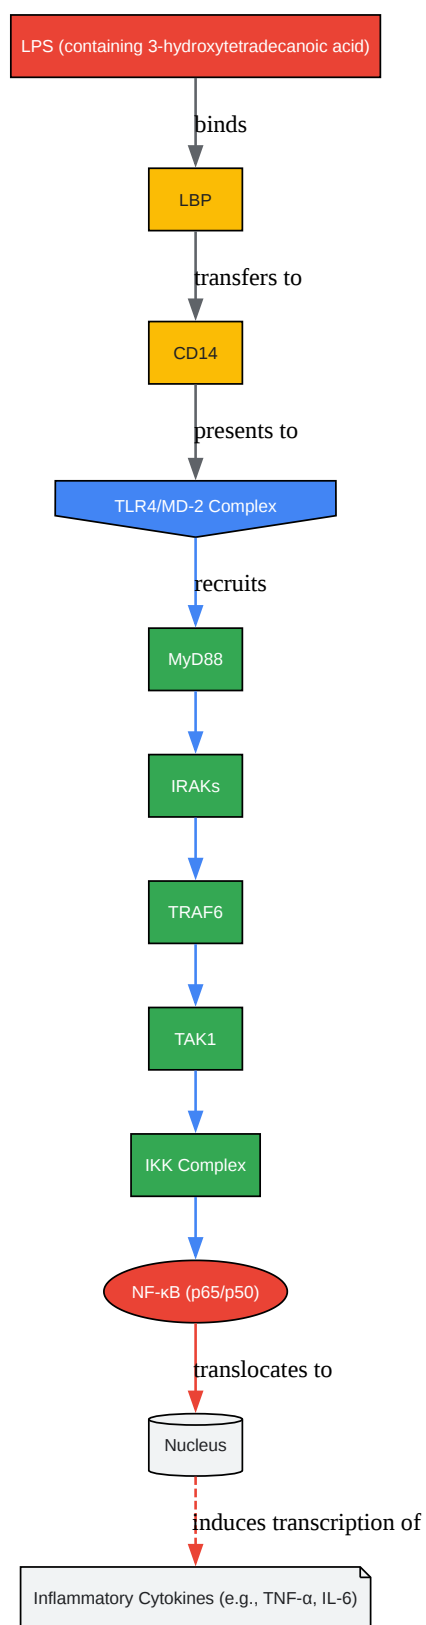 LPS (containing 3-hydroxytetradecanoic acid)
binds
LBP
transfers to
CD14
presents to
TLR4/MD-2 Complex
recruits
MyD88
IRAKs
TRAF6
TAK1
IKK Complex
NF-κB (p65/p50)
translocates to
Nucleus
induces transcription of
Inflammatory Cytokines (e.g., TNF-α, IL-6)